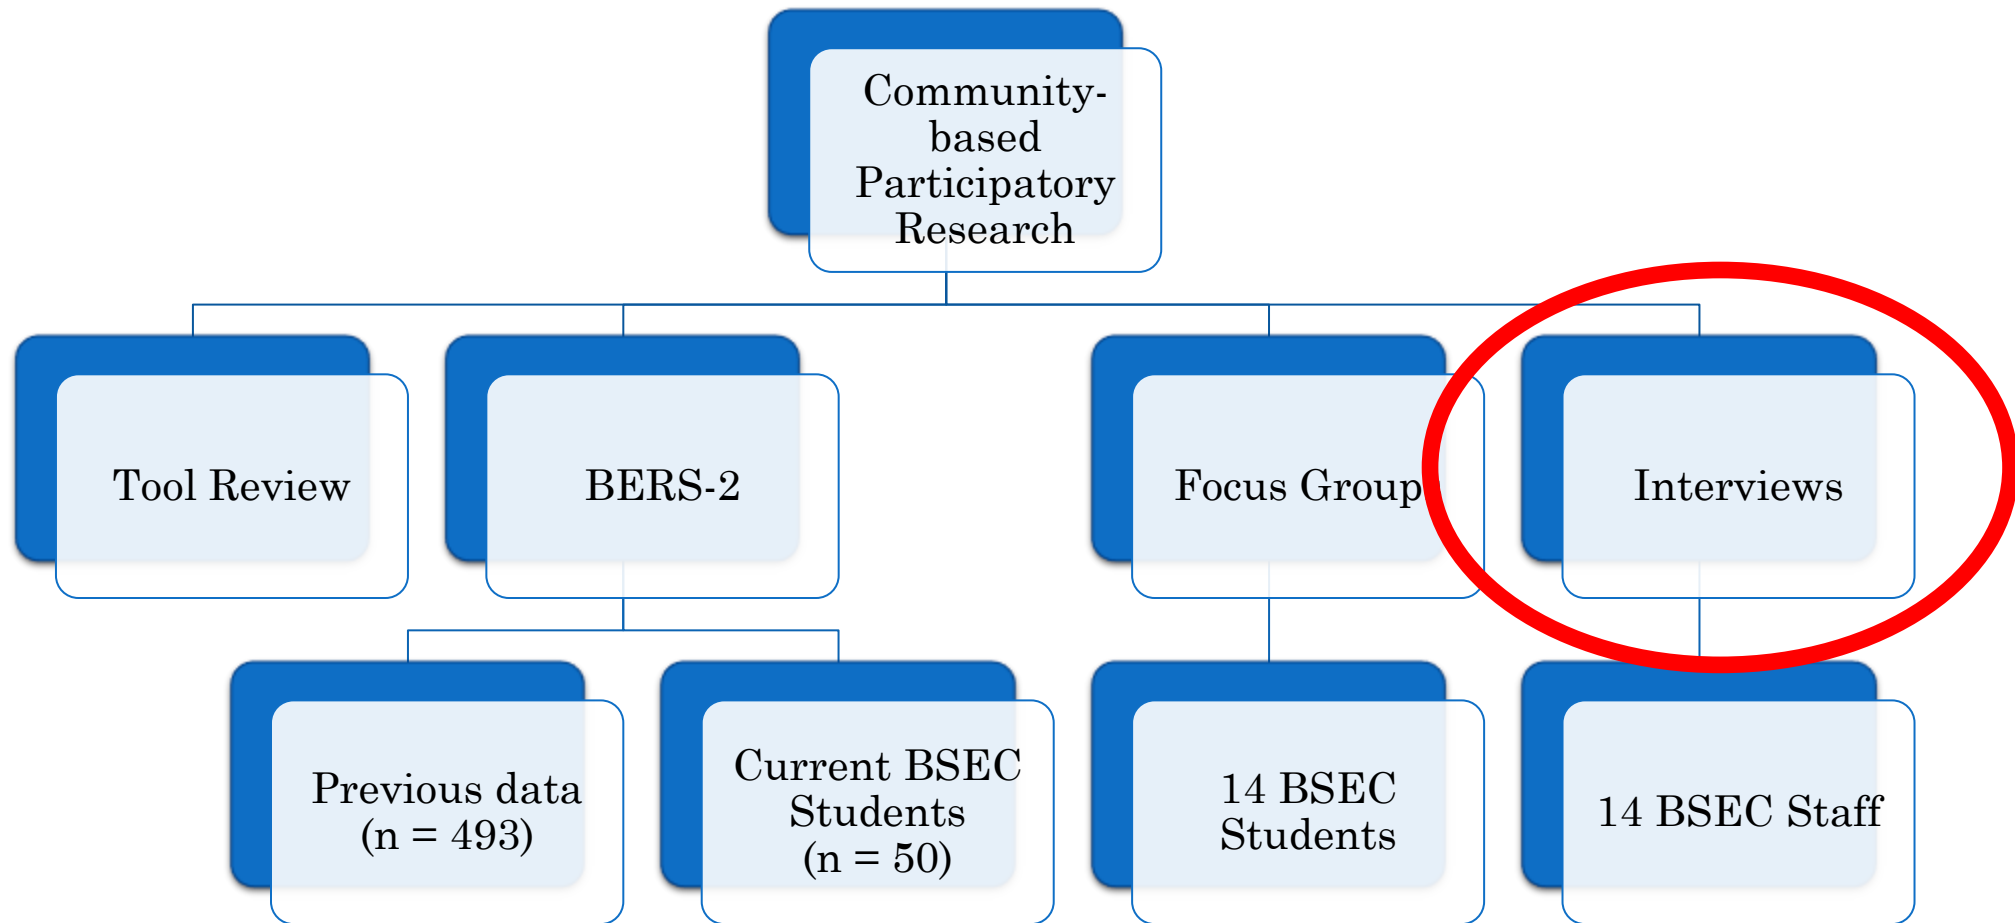 Community-
based
Participatory
Research
Tool Review
BERS-2
Focus Group
Interviews
Previous data
(n = 493)
Current BSEC
Students
(n = 50)
14 BSEC
Students
14 BSEC Staff